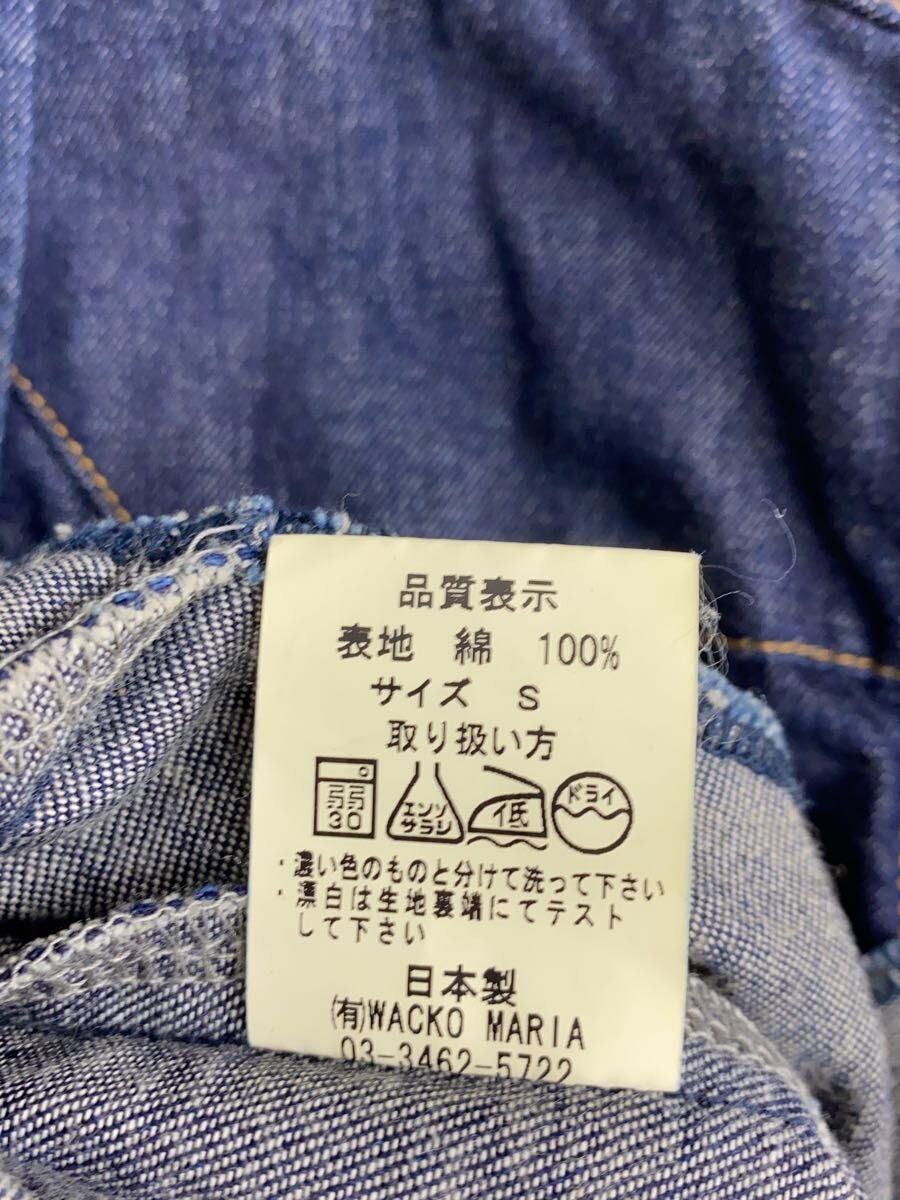 品質表示
表地 綿 100%
サイズ S
取り扱い方
弱
30
エンソ
サラシ
低
ドライ
・濃い色のものと分けて洗って下さい
・漂白は生地裏端にてテスト
して下さい
日本製
(有)WACKO MARIA
03-3462-5722